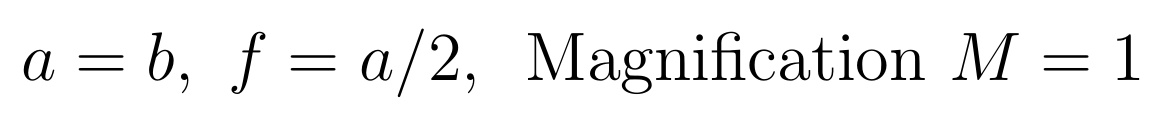 a = b, f = a/2, Magnification M = 1